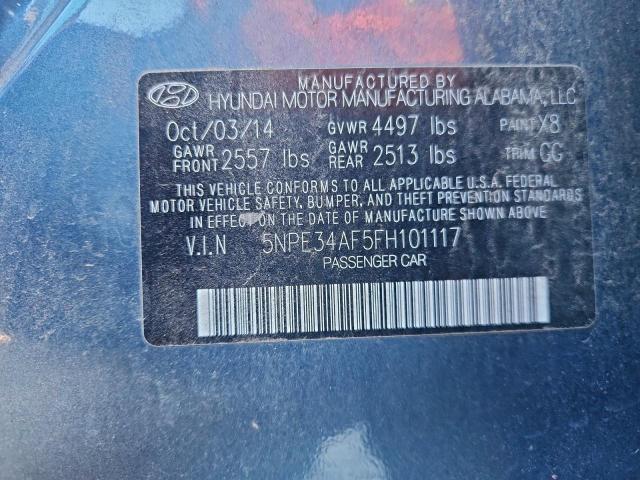 MANUFACTURED BY
HYUNDAI MOTOR MANUFACTURING ALABAMA, LLC
Oct/03/14 GVWR 4497 lbs PAINT X8
GAWR FRONT 2557 lbs GAWR REAR 2513 lbs TRIM GG
THIS VEHICLE CONFORMS TO ALL APPLICABLE U.S.A. FEDERAL
MOTOR VEHICLE SAFETY, BUMPER, AND THEFT PREVENTION STANDARDS
IN EFFECT ON THE DATE OF MANUFACTURE SHOWN ABOVE.
V.I.N 5NPE34AF5FH101117
PASSENGER CAR